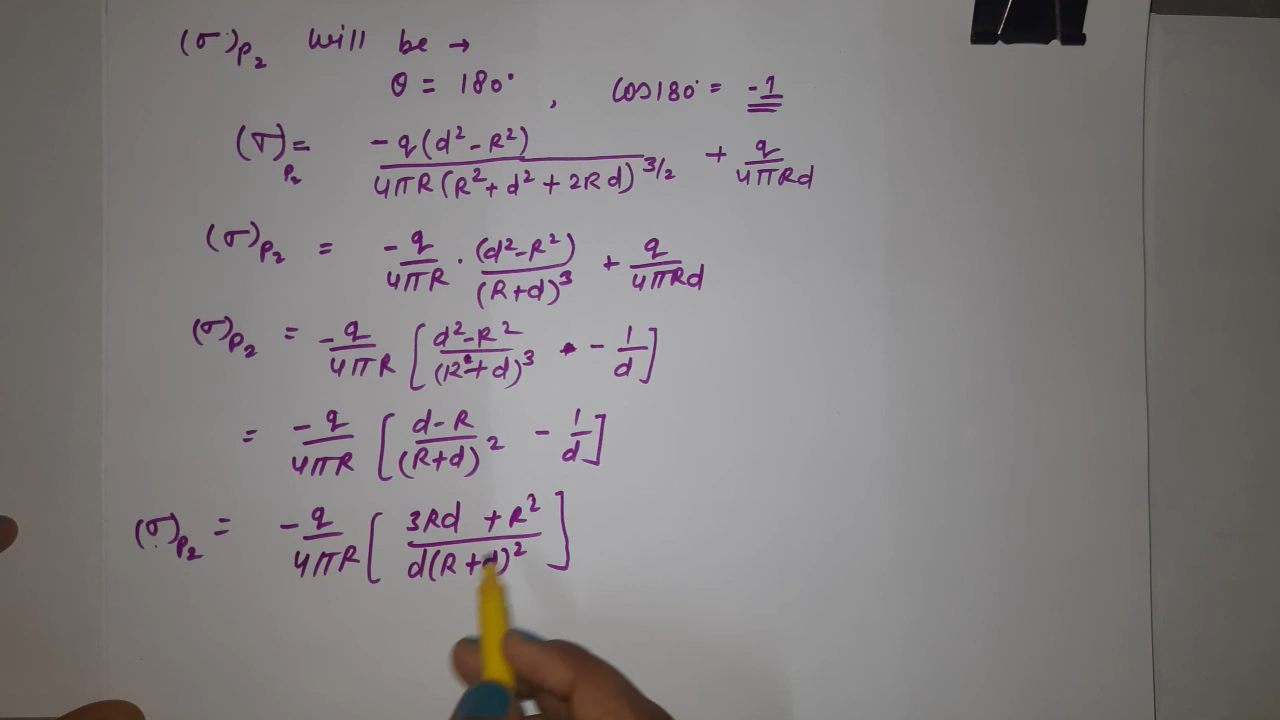 (σ)P₂ will be →
θ = 180° , cos180° = -1
(σ)P₂ = -q(d² - R²) / 4πR(R² + d² + 2Rd)^3/2 + q / 4πRd
(σ)P₂ = -q / 4πR · (d² - R²) / (R+d)³ + q / 4πRd
(σ)P₂ = -q / 4πR [ d² - R² / (R+d)³ - 1/d ]
= -q / 4πR [ d - R / (R+d)² - 1/d ]
(σ)P₂ = -q / 4πR [ 3Rd + R² / d(R+d)² ]